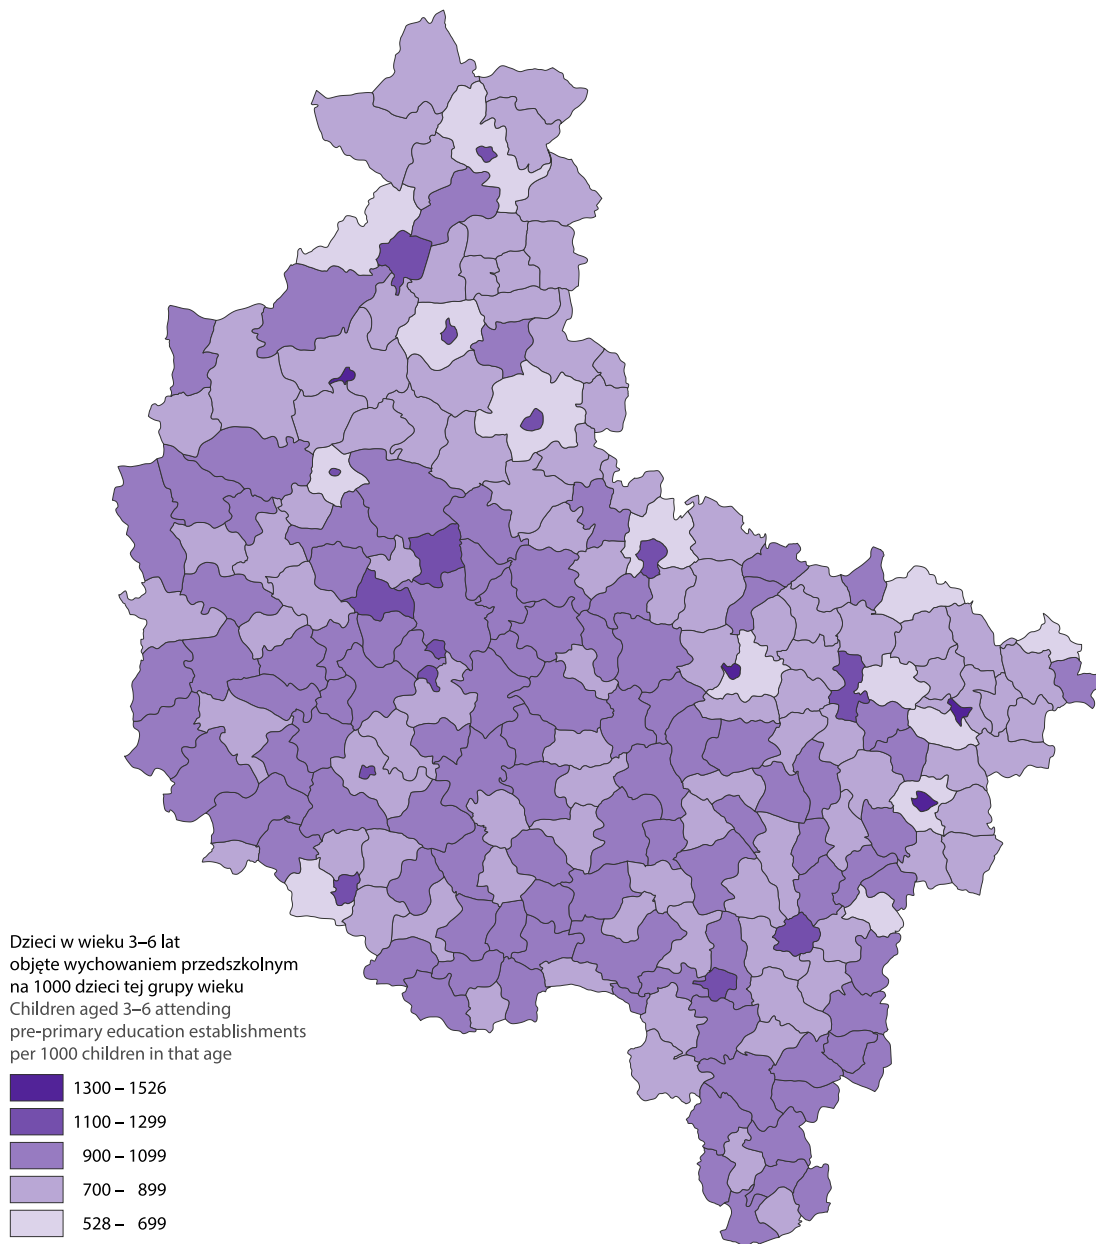 Dzieci w wieku 3–6 lat
objęte wychowaniem przedszkolnym
na 1000 dzieci tej grupy wieku
Children aged 3–6 attending
pre-primary education establishments
per 1000 children in that age
1300 – 1526
1100 – 1299
900 – 1099
700 – 899
528 – 699